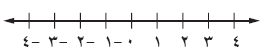 ٤- ٣- ٢- ١- ٠ ١ ٢ ٣ ٤